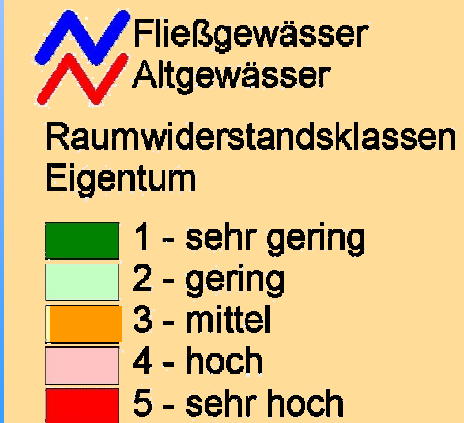 Fließgewässer
Altgewässer
Raumwiderstandsklassen
Eigentum
1 - sehr gering
2 - gering
3 - mittel
4 - hoch
5 - sehr hoch